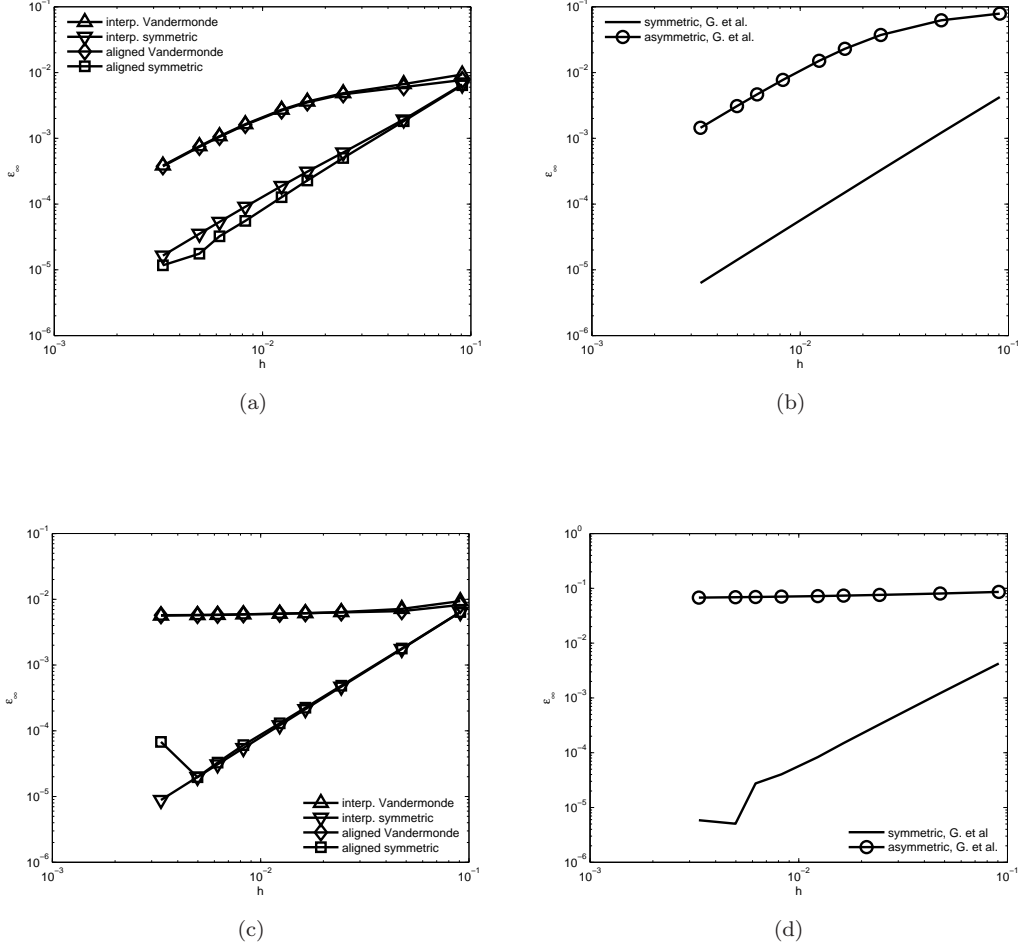 interp. Vandermonde
interp. symmetric
aligned Vandermonde
aligned symmetric
10^-1
10^-2
10^-3
10^-4
10^-5
10^-6
ε∞
10^-3
10^-2
10^-1
h
(a)
symmetric, G. et al.
asymmetric, G. et al.
10^-1
10^-2
10^-3
10^-4
10^-5
10^-6
ε∞
10^-3
10^-2
10^-1
h
(b)
10^-1
10^-2
10^-3
10^-4
10^-5
10^-6
ε∞
interp. Vandermonde
interp. symmetric
aligned Vandermonde
aligned symmetric
10^-3
10^-2
10^-1
h
(c)
10^0
10^-1
10^-2
10^-3
10^-4
10^-5
10^-6
ε∞
symmetric, G. et al
asymmetric, G. et al.
10^-3
10^-2
10^-1
h
(d)